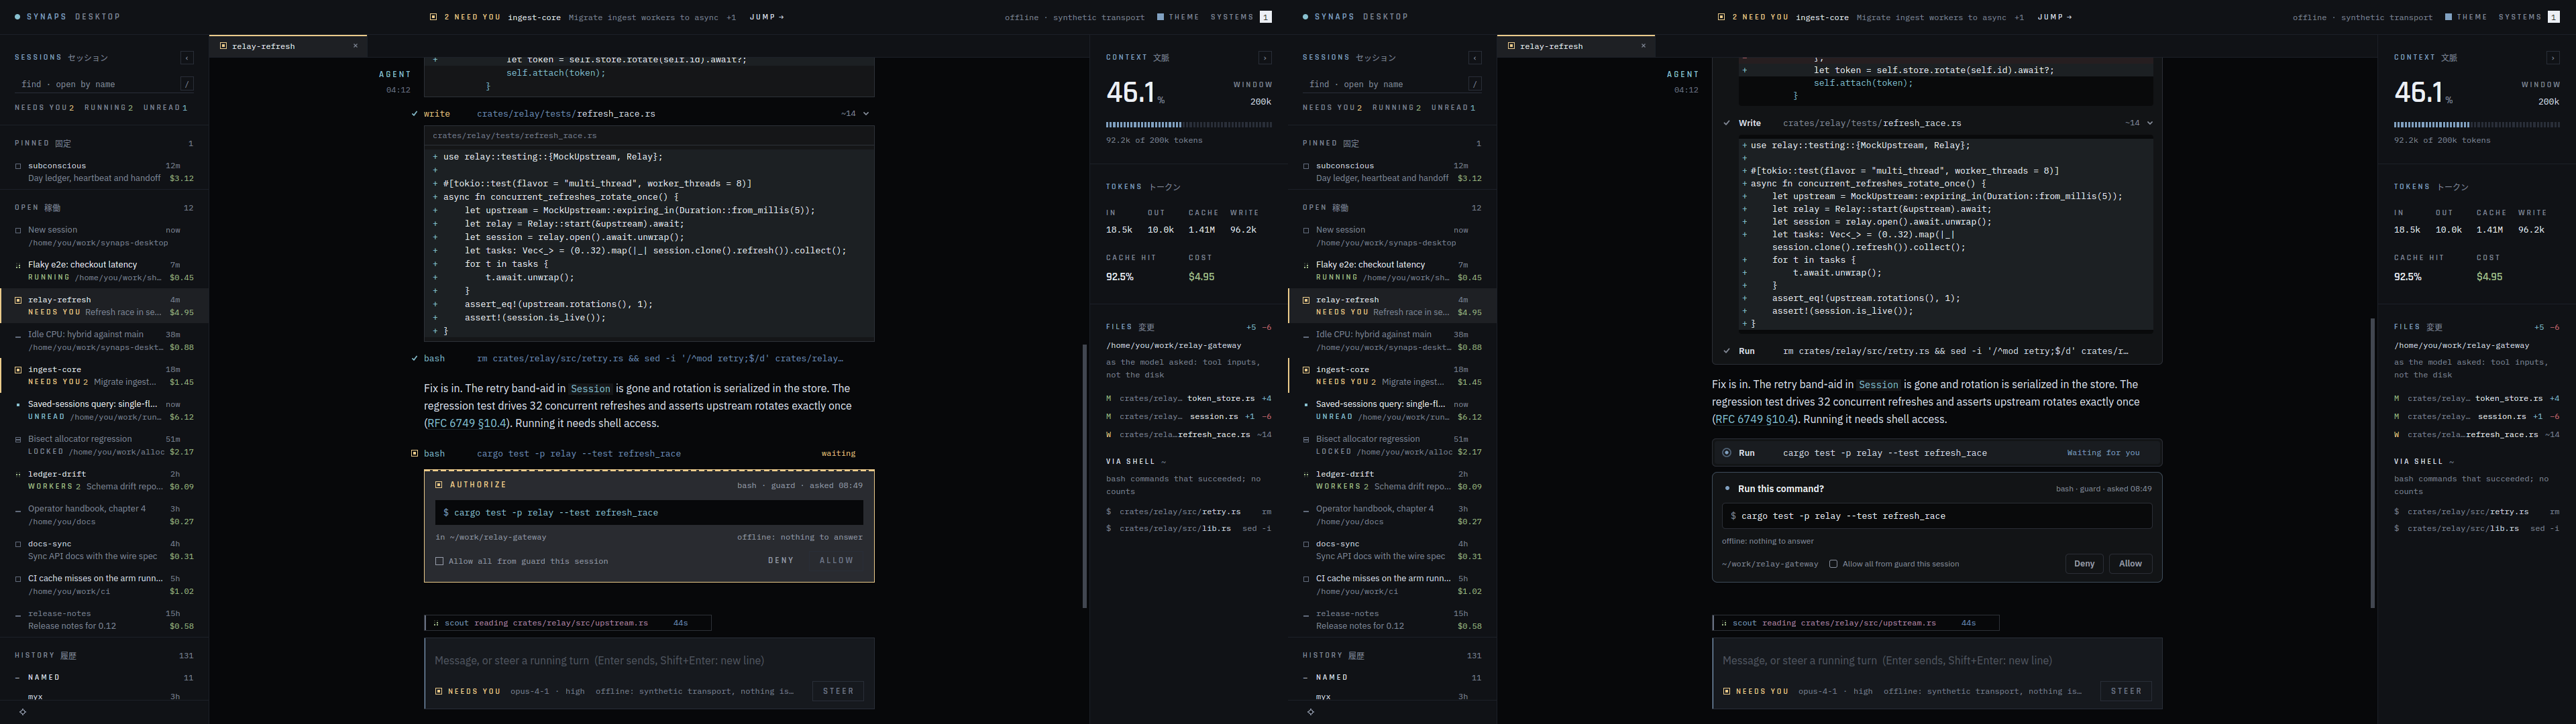 SYNAPS DESKTOP
2 NEED YOU ingest-core Migrate ingest workers to async +1 JUMP →
offline · synthetic transport THEME SYSTEMS 1
SESSIONS セッション
find · open by name /
NEEDS YOU 2 RUNNING 2 UNREAD 1
PINNED 固定 1
subconscious 12m
Day ledger, heartbeat and handoff $3.12
OPEN 稼働 12
New session now
/home/you/work/synaps-desktop
Flaky e2e: checkout latency 7m
RUNNING /home/you/work/sh… $0.45
relay-refresh 4m
NEEDS YOU Refresh race in se… $4.95
Idle CPU: hybrid against main 38m
/home/you/work/synaps-deskt… $0.88
ingest-core 18m
NEEDS YOU 2 Migrate ingest… $1.45
Saved-sessions query: single-fl… now
UNREAD /home/you/work/run… $6.12
Bisect allocator regression 51m
LOCKED /home/you/work/alloc $2.17
ledger-drift 2h
WORKERS 2 Schema drift repo… $0.09
Operator handbook, chapter 4 3h
/home/you/docs $0.27
docs-sync 4h
Sync API docs with the wire spec $0.31
CI cache misses on the arm runn… 5h
/home/you/work/ci $1.02
release-notes 15h
Release notes for 0.12 $0.58
HISTORY 履歴 131
– NAMED 11
myx 3h
relay-refresh ×
AGENT
04:12
+ let token = self.store.rotate(self.id).await?;
self.attach(token);
}
✓ write crates/relay/tests/refresh_race.rs ~14
crates/relay/tests/refresh_race.rs
+ use relay::testing::{MockUpstream, Relay};
+
+ #[tokio::test(flavor = "multi_thread", worker_threads = 8)]
+ async fn concurrent_refreshes_rotate_once() {
+ let upstream = MockUpstream::expiring_in(Duration::from_millis(5));
+ let relay = Relay::start(&upstream).await;
+ let session = relay.open().await.unwrap();
+ let tasks: Vec<_> = (0..32).map(|_| session.clone().refresh()).collect();
+ for t in tasks {
+ t.await.unwrap();
+ }
+ assert_eq!(upstream.rotations(), 1);
+ assert!(session.is_live());
+ }
✓ bash rm crates/relay/src/retry.rs && sed -i '/^mod retry;$/d' crates/relay…
Fix is in. The retry band-aid in Session is gone and rotation is serialized in the store. The
regression test drives 32 concurrent refreshes and asserts upstream rotates exactly once
(RFC 6749 §10.4). Running it needs shell access.
bash cargo test -p relay --test refresh_race waiting
AUTHORIZE bash · guard · asked 08:49
$ cargo test -p relay --test refresh_race
in ~/work/relay-gateway offline: nothing to answer
Allow all from guard this session DENY ALLOW
scout reading crates/relay/src/upstream.rs 44s
Message, or steer a running turn (Enter sends, Shift+Enter: new line)
NEEDS YOU opus-4-1 · high offline: synthetic transport, nothing is… STEER
CONTEXT 文脈
46.1% WINDOW
200k
92.2k of 200k tokens
TOKENS トークン
IN OUT CACHE WRITE
18.5k 10.0k 1.41M 96.2k
CACHE HIT COST
92.5% $4.95
FILES 変更 +5 −6
/home/you/work/relay-gateway
as the model asked: tool inputs,
not the disk
M crates/relay… token_store.rs +4
M crates/relay… session.rs +1 −6
W crates/rela…refresh_race.rs ~14
VIA SHELL –
bash commands that succeeded; no
counts
$ crates/relay/src/retry.rs rm
$ crates/relay/src/lib.rs sed -i
SYNAPS DESKTOP
2 NEED YOU ingest-core Migrate ingest workers to async +1 JUMP →
offline · synthetic transport THEME SYSTEMS 1
SESSIONS セッション
find · open by name /
NEEDS YOU 2 RUNNING 2 UNREAD 1
PINNED 固定 1
subconscious 12m
Day ledger, heartbeat and handoff $3.12
OPEN 稼働 12
New session now
/home/you/work/synaps-desktop
Flaky e2e: checkout latency 7m
RUNNING /home/you/work/sh… $0.45
relay-refresh 4m
NEEDS YOU Refresh race in se… $4.95
Idle CPU: hybrid against main 38m
/home/you/work/synaps-deskt… $0.88
ingest-core 18m
NEEDS YOU 2 Migrate ingest… $1.45
Saved-sessions query: single-fl… now
UNREAD /home/you/work/run… $6.12
Bisect allocator regression 51m
LOCKED /home/you/work/alloc $2.17
ledger-drift 2h
WORKERS 2 Schema drift repo… $0.09
Operator handbook, chapter 4 3h
/home/you/docs $0.27
docs-sync 4h
Sync API docs with the wire spec $0.31
CI cache misses on the arm runn… 5h
/home/you/work/ci $1.02
release-notes 15h
Release notes for 0.12 $0.58
HISTORY 履歴 131
– NAMED 11
myx 3h
relay-refresh ×
AGENT
04:12
+ let token = self.store.rotate(self.id).await?;
self.attach(token);
}
✓ Write crates/relay/tests/refresh_race.rs ~14
+ use relay::testing::{MockUpstream, Relay};
+
+ #[tokio::test(flavor = "multi_thread", worker_threads = 8)]
+ async fn concurrent_refreshes_rotate_once() {
+ let upstream = MockUpstream::expiring_in(Duration::from_millis(5));
+ let relay = Relay::start(&upstream).await;
+ let session = relay.open().await.unwrap();
+ let tasks: Vec<_> = (0..32).map(|_|
session.clone().refresh()).collect();
+ for t in tasks {
+ t.await.unwrap();
+ }
+ assert_eq!(upstream.rotations(), 1);
+ assert!(session.is_live());
+ }
✓ Run rm crates/relay/src/retry.rs && sed -i '/^mod retry;$/d' crates/r…
Fix is in. The retry band-aid in Session is gone and rotation is serialized in the store. The
regression test drives 32 concurrent refreshes and asserts upstream rotates exactly once
(RFC 6749 §10.4). Running it needs shell access.
Run cargo test -p relay --test refresh_race Waiting for you
Run this command? bash · guard · asked 08:49
$ cargo test -p relay --test refresh_race
offline: nothing to answer
~/work/relay-gateway Allow all from guard this session Deny Allow
scout reading crates/relay/src/upstream.rs 44s
Message, or steer a running turn (Enter sends, Shift+Enter: new line)
NEEDS YOU opus-4-1 · high offline: synthetic transport, nothing is… STEER
CONTEXT 文脈
46.1% WINDOW
200k
92.2k of 200k tokens
TOKENS トークン
IN OUT CACHE WRITE
18.5k 10.0k 1.41M 96.2k
CACHE HIT COST
92.5% $4.95
FILES 変更 +5 −6
/home/you/work/relay-gateway
as the model asked: tool inputs,
not the disk
M crates/relay… token_store.rs +4
M crates/relay… session.rs +1 −6
W crates/rela…refresh_race.rs ~14
VIA SHELL –
bash commands that succeeded; no
counts
$ crates/relay/src/retry.rs rm
$ crates/relay/src/lib.rs sed -i